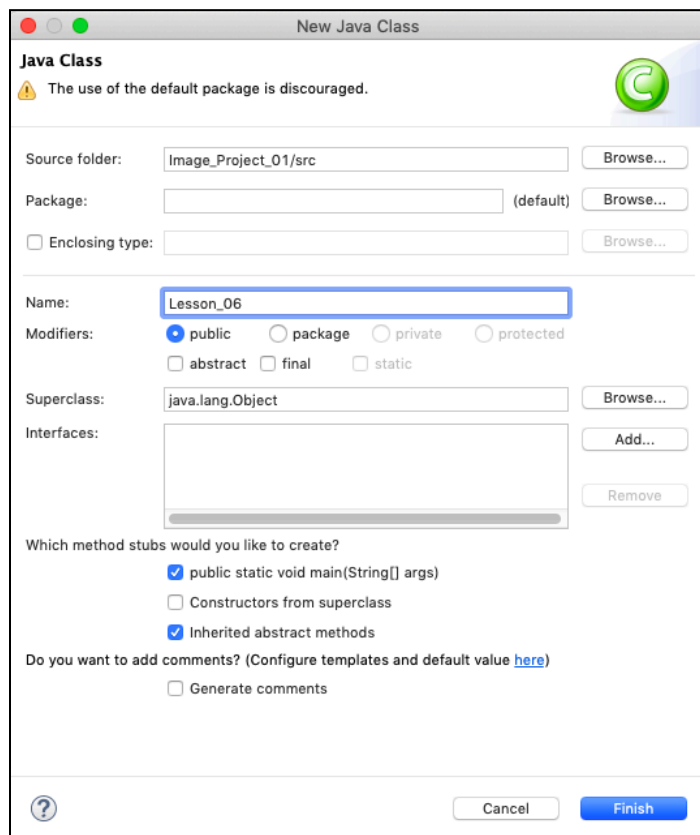 New Java Class
Java Class
The use of the default package is discouraged.
C
Source folder: Image_Project_01/src Browse...
Package: (default) Browse...
Enclosing type: Browse...
Name: Lesson_06
Modifiers: public package private protected
abstract final static
Superclass: java.lang.Object Browse...
Interfaces: Add...
Remove
Which method stubs would you like to create?
public static void main(String[] args)
Constructors from superclass
Inherited abstract methods
Do you want to add comments? (Configure templates and default value here)
Generate comments
? Cancel Finish